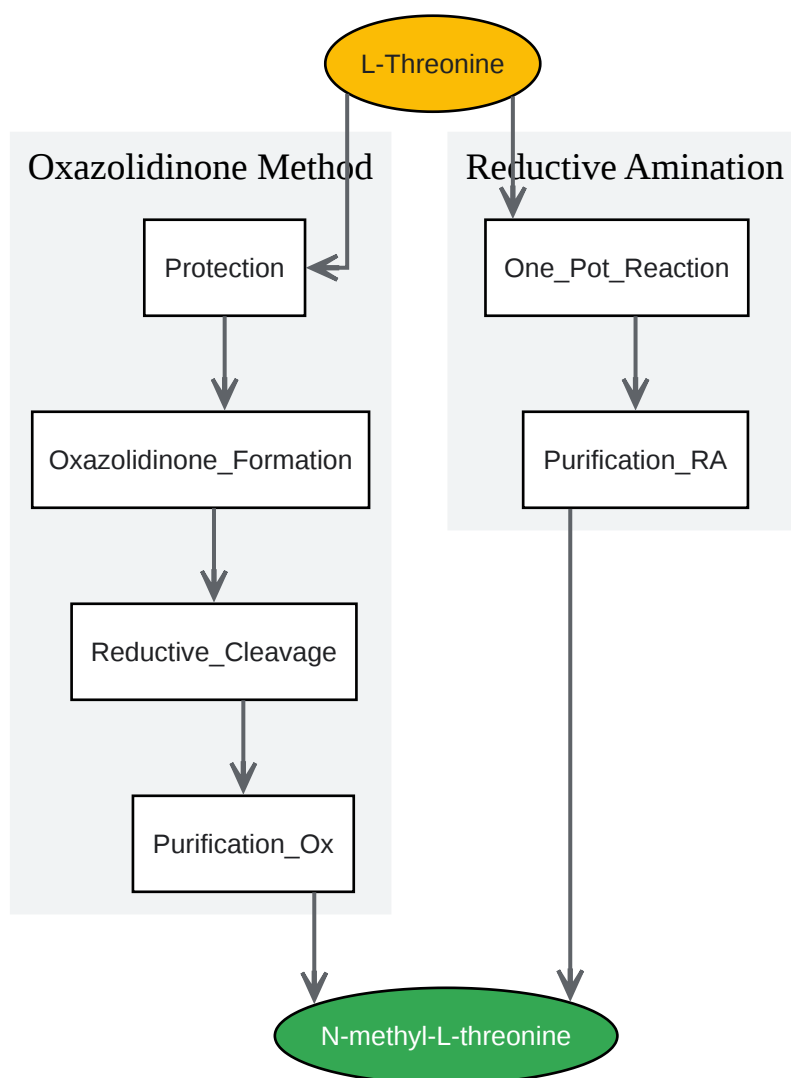 L-Threonine
Oxazolidinone Method
Reductive Amination
Protection
One_Pot_Reaction
Oxazolidinone_Formation
Purification_RA
Reductive_Cleavage
Purification_Ox
N-methyl-L-threonine